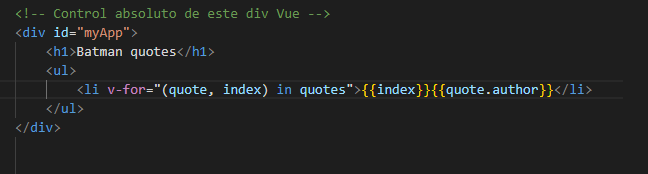 <!-- Control absoluto de este div Vue -->
<div id="myApp">
<h1>Batman quotes</h1>
<ul>
<li v-for="(quote, index) in quotes">{{index}}{{quote.author}}</li>
</ul>
</div>